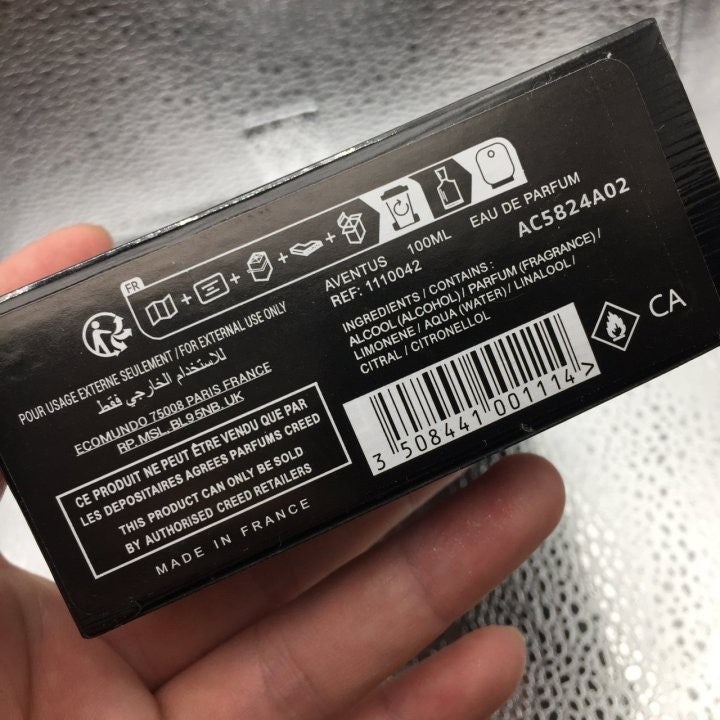 FR
POUR USAGE EXTERNE SEULEMENT / FOR EXTERNAL USE ONLY
للاستخدام الخارجي فقط
ECOMUNDO 75008 PARIS FRANCE
RP. MSL. BL9 5NB. UK
CE PRODUIT NE PEUT ÊTRE VENDU QUE PAR
LES DEPOSITAIRES AGREES PARFUMS CREED
THIS PRODUCT CAN ONLY BE SOLD
BY AUTHORISED CREED RETAILERS
MADE IN FRANCE
AVENTUS 100ML EAU DE PARFUM
REF: 1110042 AC5824A02
INGREDIENTS / CONTAINS :
ALCOOL (ALCOHOL) / PARFUM (FRAGRANCE) /
LIMONENE / AQUA (WATER) / LINALOOL /
CITRAL / CITRONELLOL
3 508441 001114 >
CA